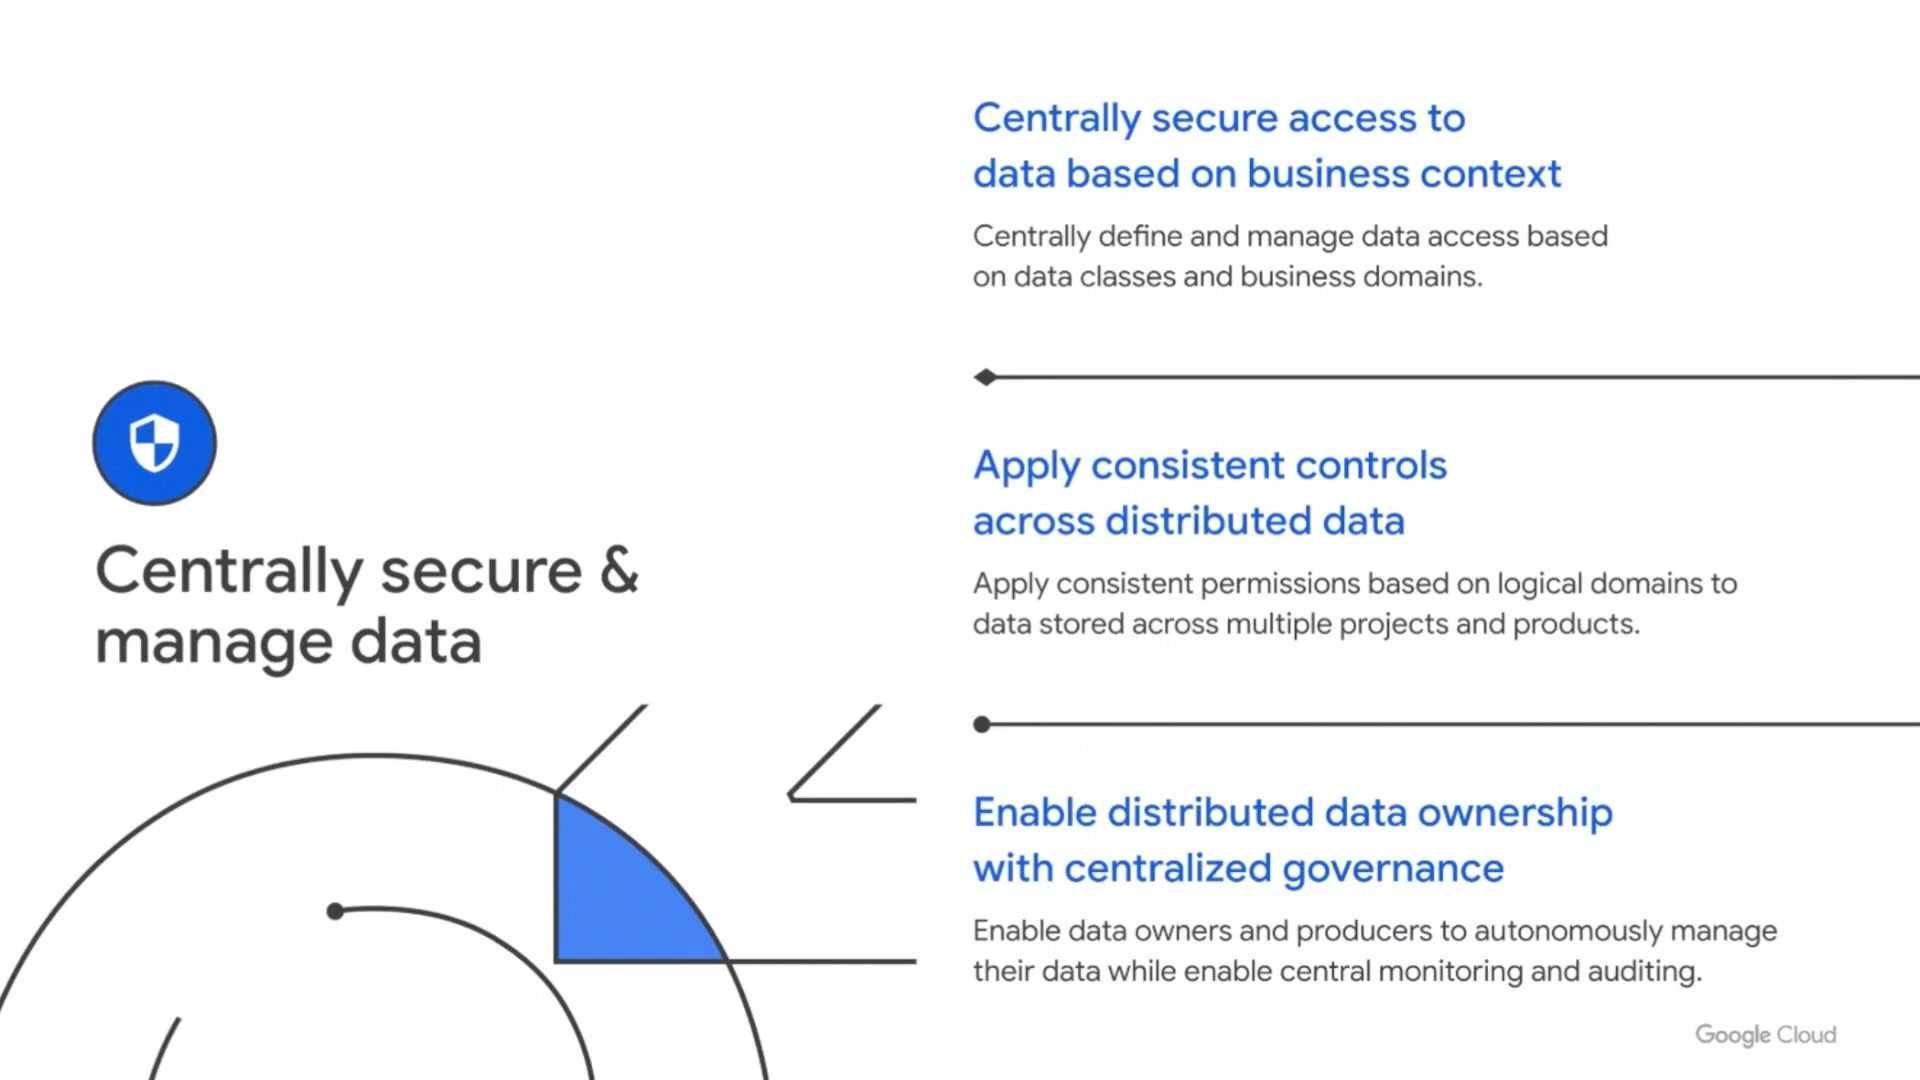 Centrally secure &
manage data
Centrally secure access to
data based on business context
Centrally define and manage data access based
on data classes and business domains.
Apply consistent controls
across distributed data
Apply consistent permissions based on logical domains to
data stored across multiple projects and products.
Enable distributed data ownership
with centralized governance
Enable data owners and producers to autonomously manage
their data while enable central monitoring and auditing.
Google Cloud